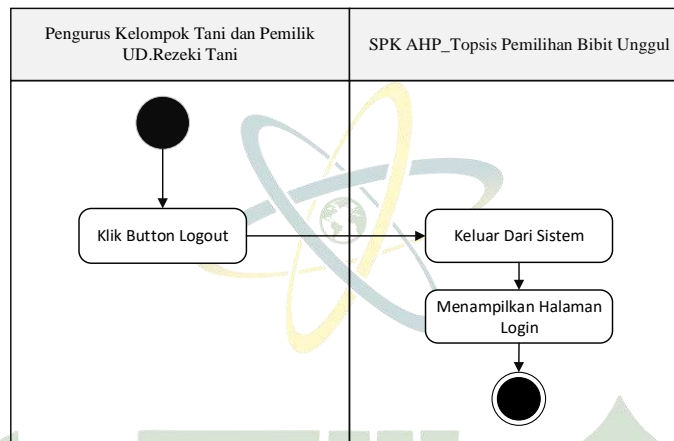 Pengurus Kelompok Tani dan Pemilik
UD.Rezeki Tani
SPK AHP_Topsis Pemilihan Bibit Unggul
Klik Button Logout
Keluar Dari Sistem
Menampilkan Halaman
Login